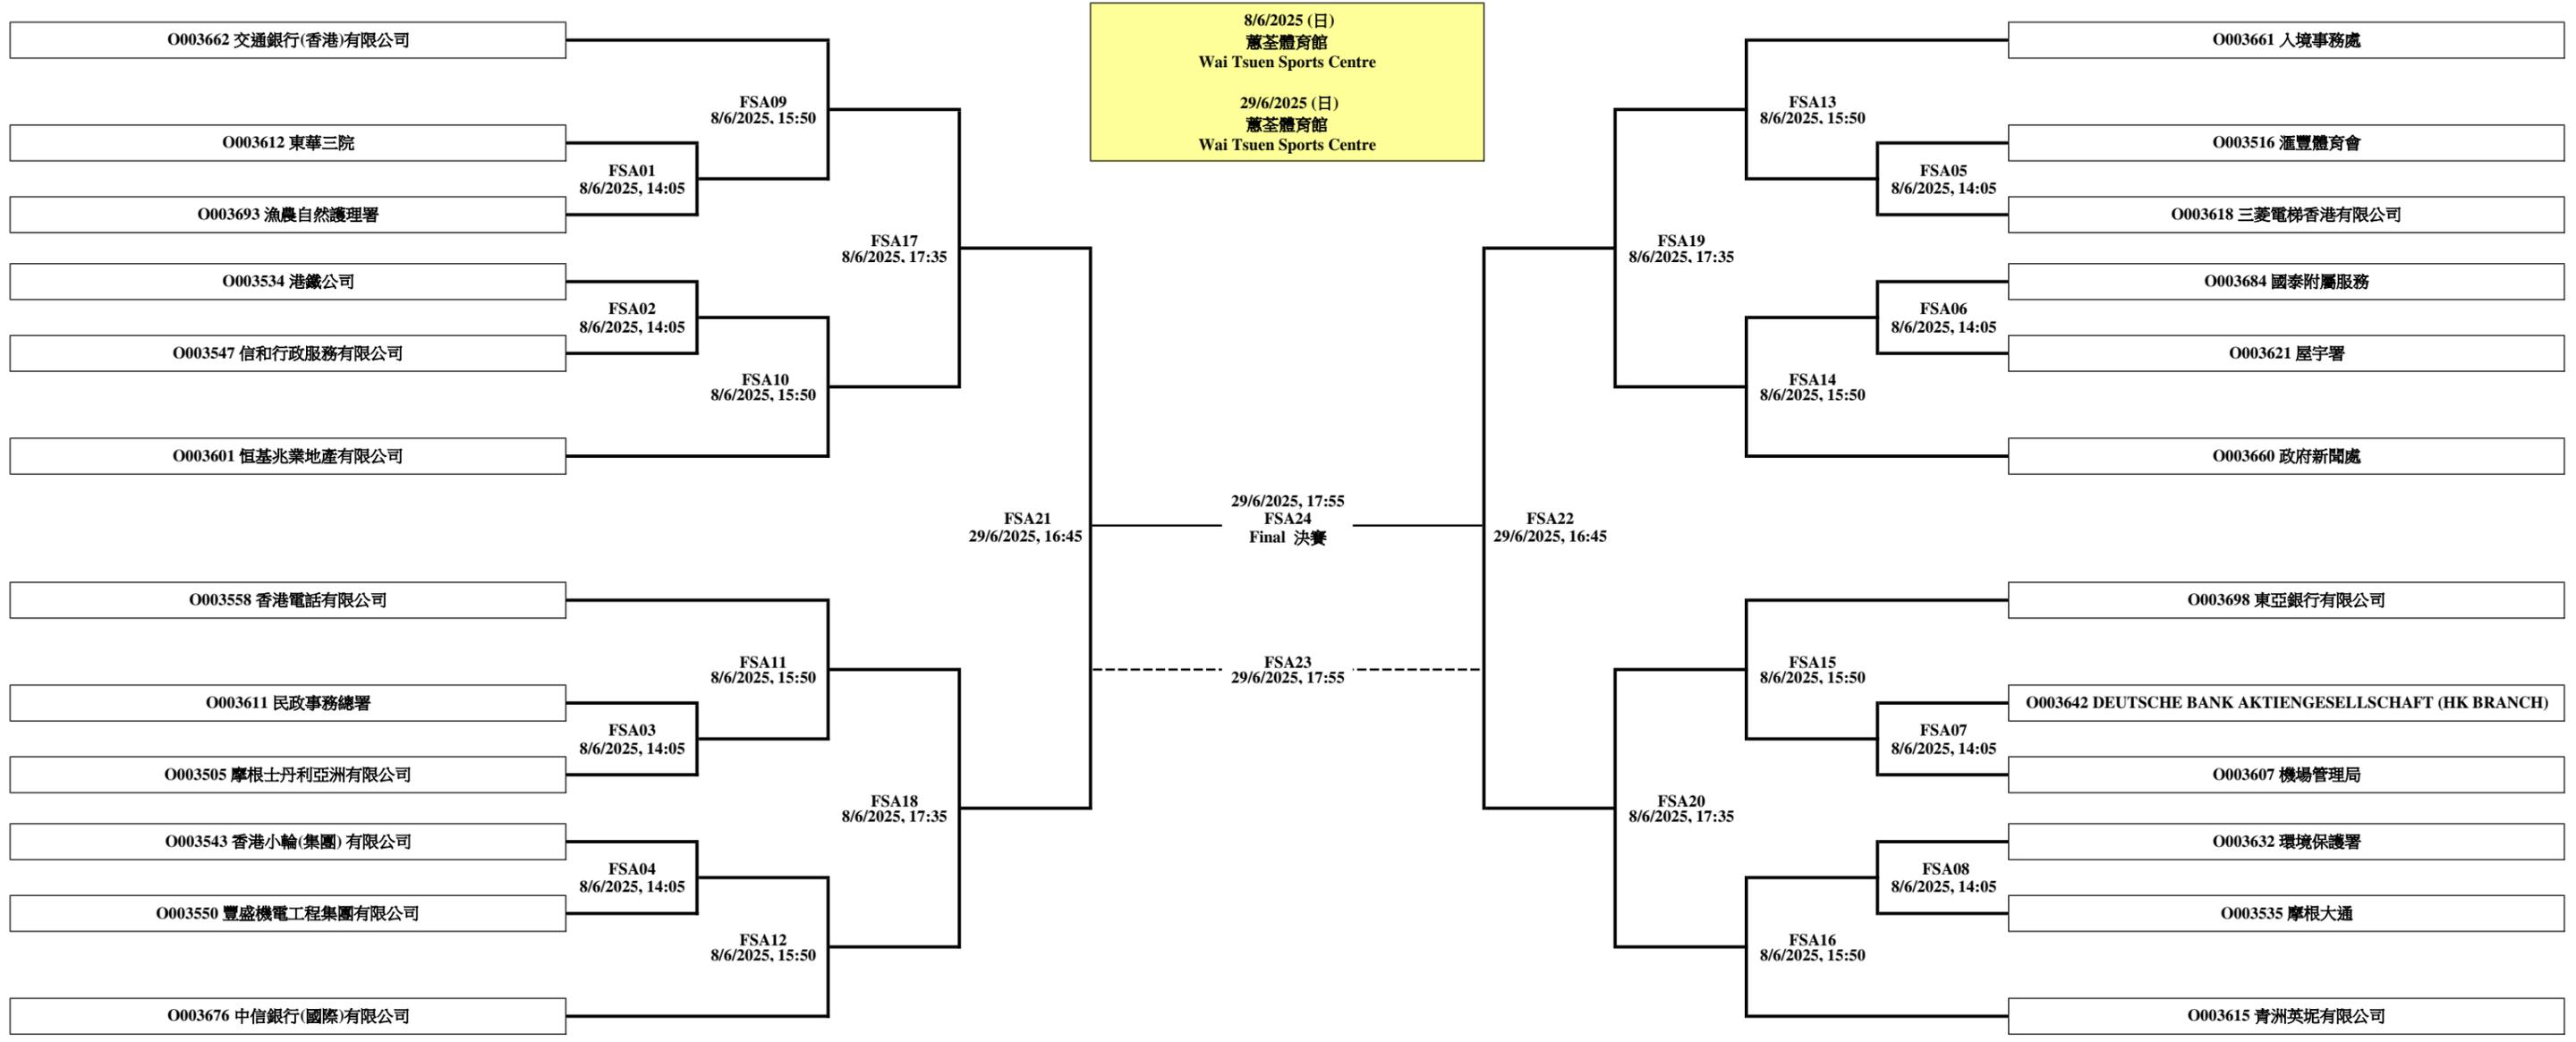 8/6/2025 (日)
蕙荃體育館
Wai Tsuen Sports Centre
29/6/2025 (日)
蕙荃體育館
Wai Tsuen Sports Centre
O003662 交通銀行(香港)有限公司
FSA09
8/6/2025, 15:50
O003612 東華三院
FSA01
8/6/2025, 14:05
O003693 漁農自然護理署
FSA17
8/6/2025, 17:35
O003534 港鐵公司
FSA02
8/6/2025, 14:05
O003547 信和行政服務有限公司
FSA10
8/6/2025, 15:50
O003601 恒基兆業地產有限公司
FSA21
29/6/2025, 16:45
O003558 香港電話有限公司
FSA11
8/6/2025, 15:50
O003611 民政事務總署
FSA03
8/6/2025, 14:05
O003505 摩根士丹利亞洲有限公司
FSA18
8/6/2025, 17:35
O003543 香港小輪(集團) 有限公司
FSA04
8/6/2025, 14:05
O003550 豐盛機電工程集團有限公司
FSA12
8/6/2025, 15:50
O003676 中信銀行(國際)有限公司
29/6/2025, 17:55
FSA24
Final 決賽
FSA23
29/6/2025, 17:55
O003661 入境事務處
FSA13
8/6/2025, 15:50
O003516 滙豐體育會
FSA05
8/6/2025, 14:05
O003618 三菱電梯香港有限公司
FSA19
8/6/2025, 17:35
O003684 國泰附屬服務
FSA06
8/6/2025, 14:05
O003621 屋宇署
FSA14
8/6/2025, 15:50
O003660 政府新聞處
FSA22
29/6/2025, 16:45
O003698 東亞銀行有限公司
FSA15
8/6/2025, 15:50
O003642 DEUTSCHE BANK AKTIENGESELLSCHAFT (HK BRANCH)
FSA07
8/6/2025, 14:05
O003607 機場管理局
FSA20
8/6/2025, 17:35
O003632 環境保護署
FSA08
8/6/2025, 14:05
O003535 摩根大通
FSA16
8/6/2025, 15:50
O003615 青洲英坭有限公司